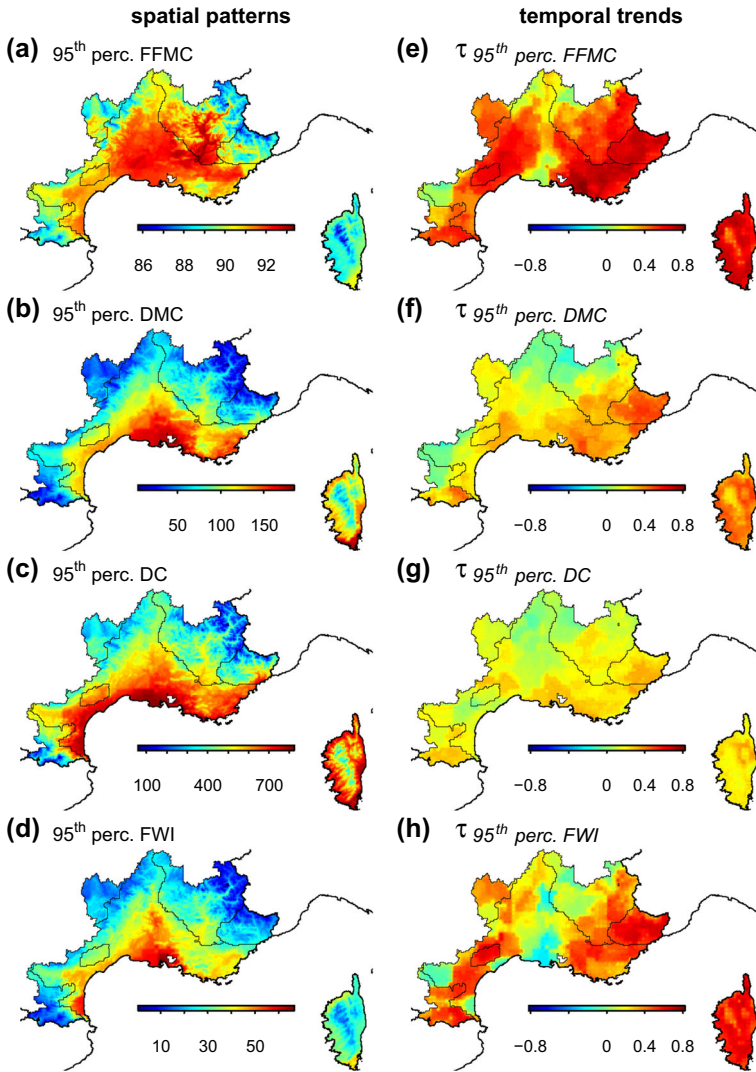 spatial patterns
temporal trends
(a) 95th perc. FFMC
86 88 90 92
(e) τ 95th perc. FFMC
−0.8 0 0.4 0.8
(b) 95th perc. DMC
50 100 150
(f) τ 95th perc. DMC
−0.8 0 0.4 0.8
(c) 95th perc. DC
100 400 700
(g) τ 95th perc. DC
−0.8 0 0.4 0.8
(d) 95th perc. FWI
10 30 50
(h) τ 95th perc. FWI
−0.8 0 0.4 0.8